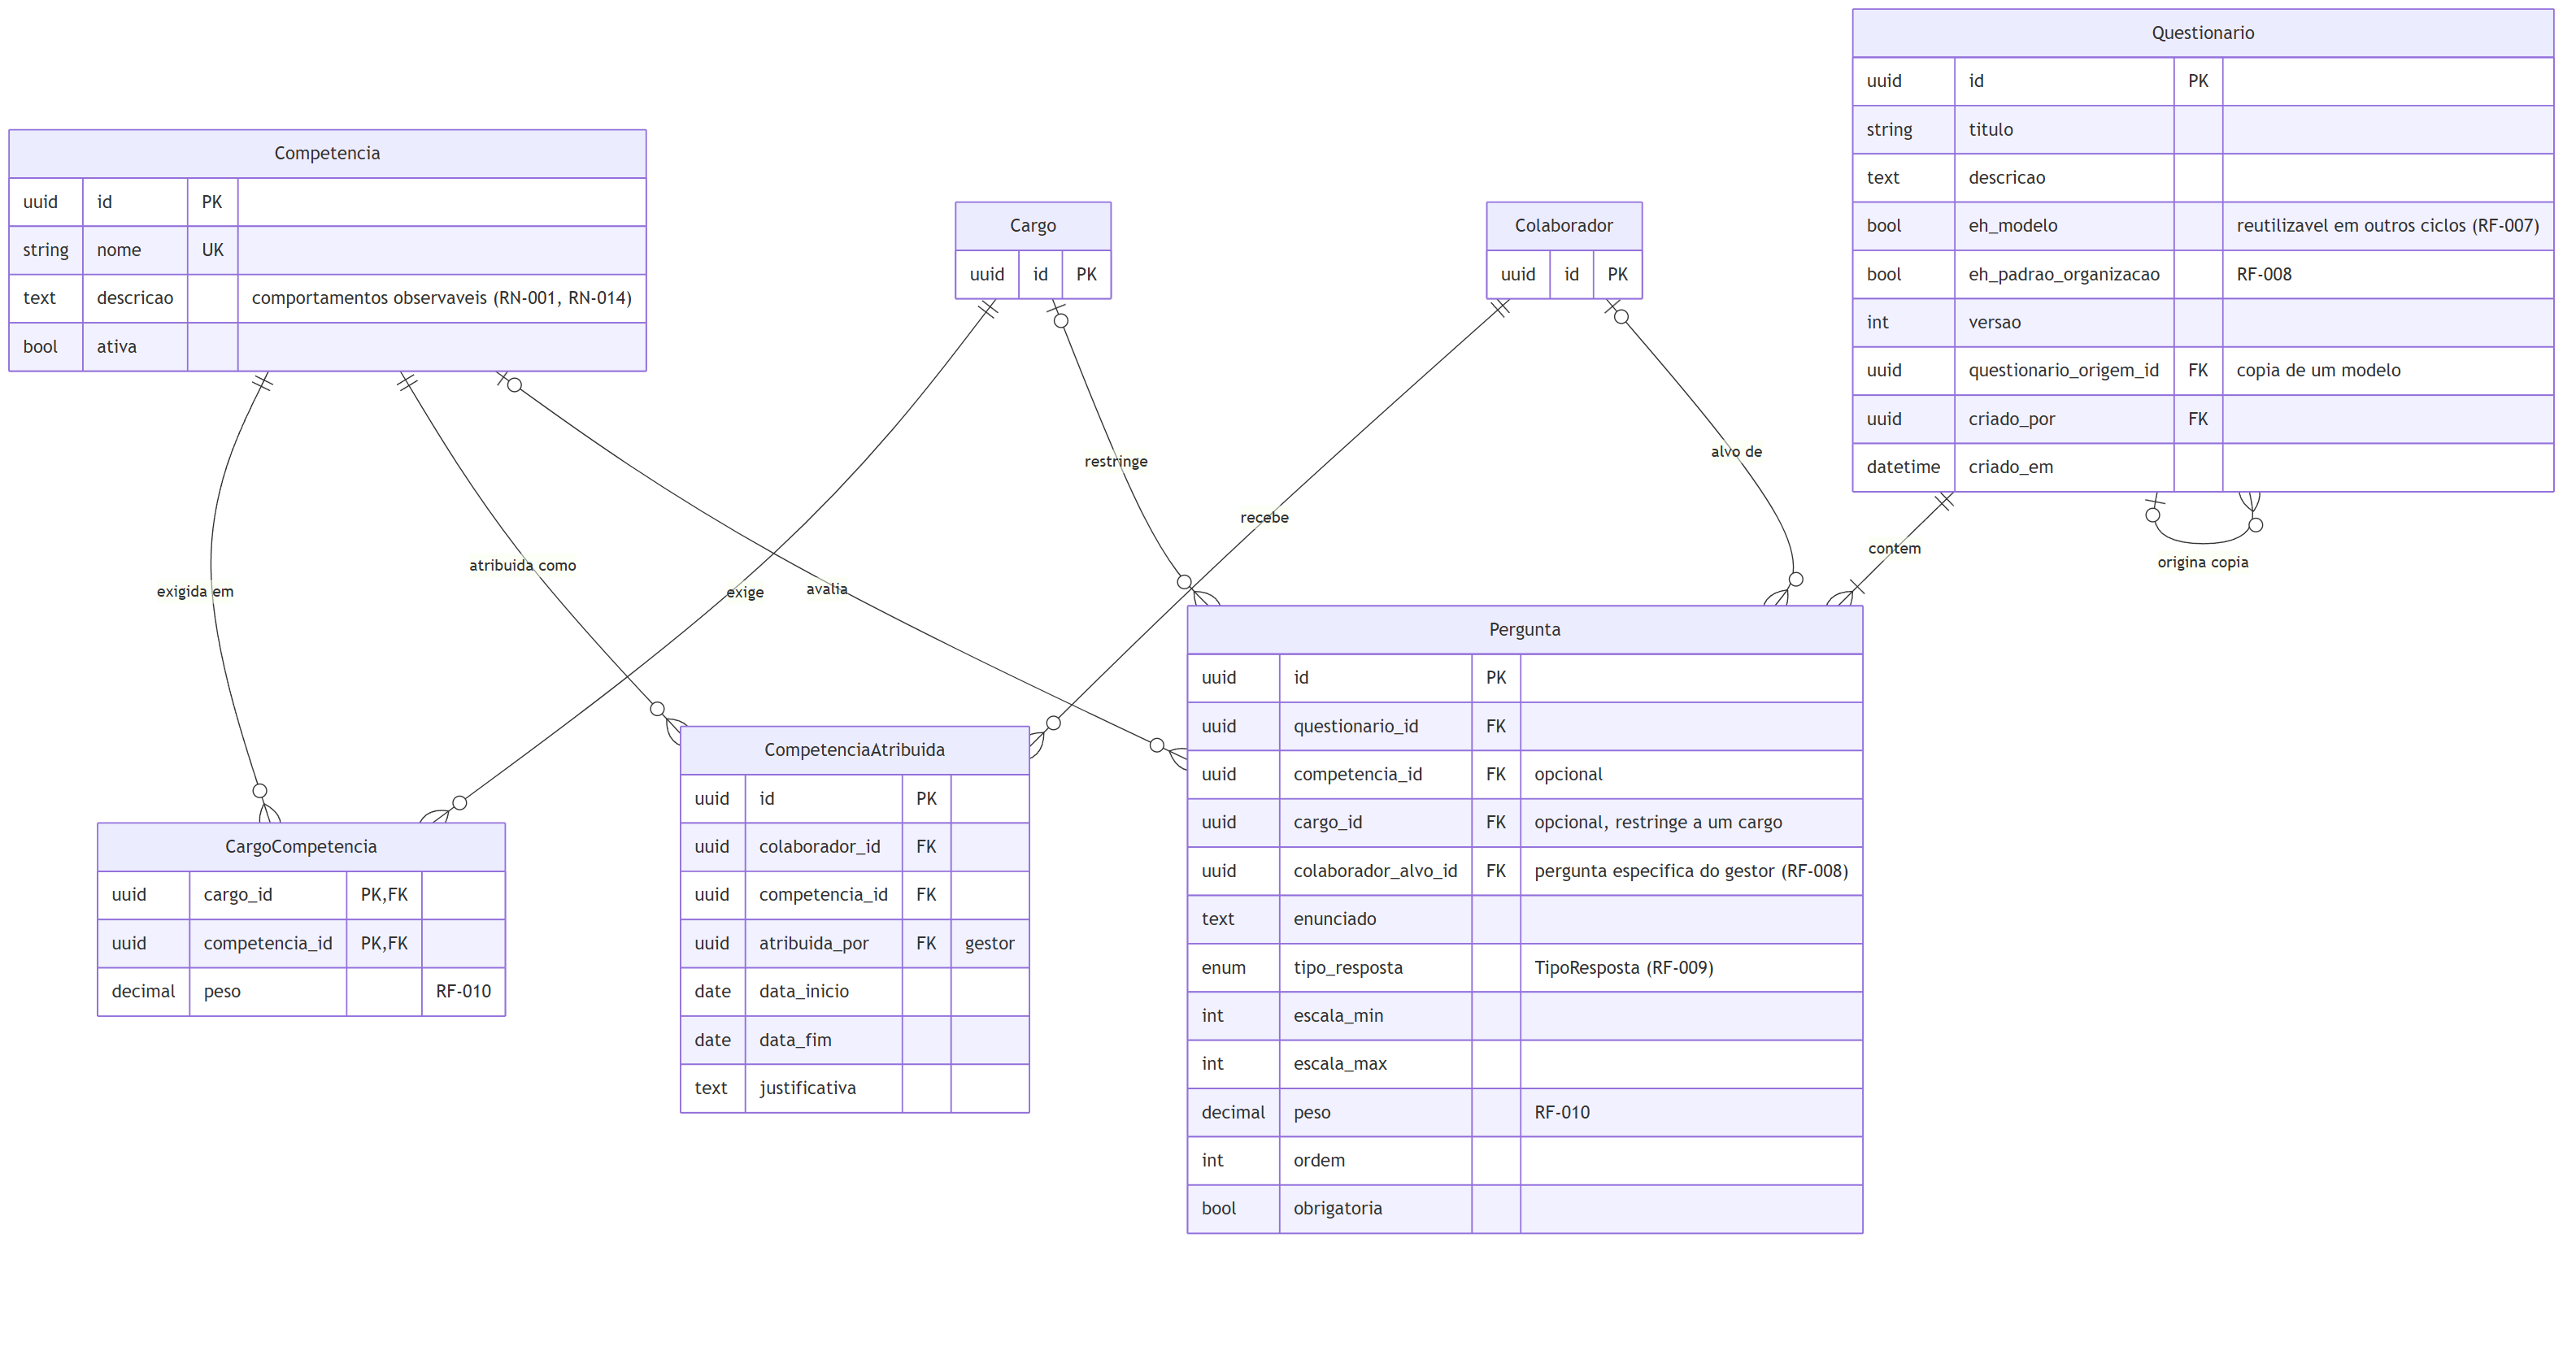 Competencia
uuid id PK
string nome UK
text descricao comportamentos observaveis (RN-001, RN-014)
bool ativa
Cargo
uuid id PK
Colaborador
uuid id PK
Questionario
uuid id PK
string titulo
text descricao
bool eh_modelo reutilizavel em outros ciclos (RF-007)
bool eh_padrao_organizacao RF-008
int versao
uuid questionario_origem_id FK copia de um modelo
uuid criado_por FK
datetime criado_em
exigida em
atribuida como
exige
avalia
restringe
recebe
alvo de
contem
origina copia
CargoCompetencia
uuid cargo_id PK,FK
uuid competencia_id PK,FK
decimal peso RF-010
CompetenciaAtribuida
uuid id PK
uuid colaborador_id FK
uuid competencia_id FK
uuid atribuida_por FK gestor
date data_inicio
date data_fim
text justificativa
Pergunta
uuid id PK
uuid questionario_id FK
uuid competencia_id FK opcional
uuid cargo_id FK opcional, restringe a um cargo
uuid colaborador_alvo_id FK pergunta especifica do gestor (RF-008)
text enunciado
enum tipo_resposta TipoResposta (RF-009)
int escala_min
int escala_max
decimal peso RF-010
int ordem
bool obrigatoria